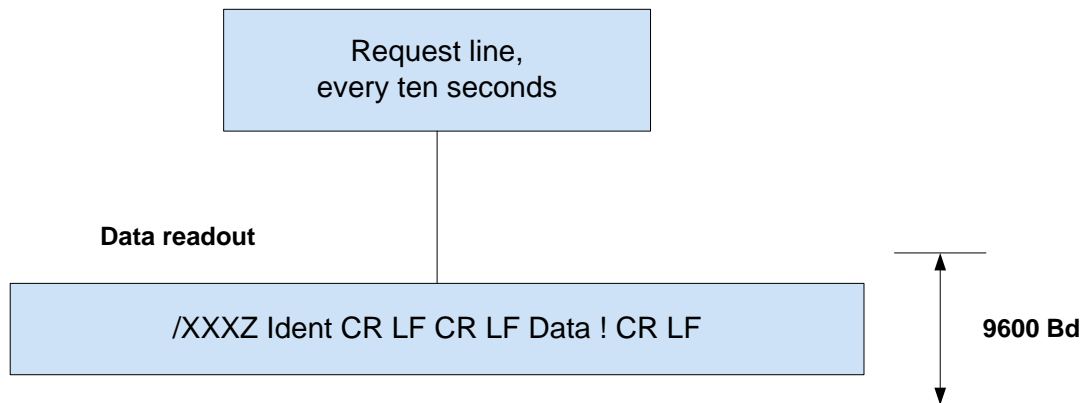 Request line,
every ten seconds
Data readout
/XXXZ Ident CR LF CR LF Data ! CR LF
9600 Bd